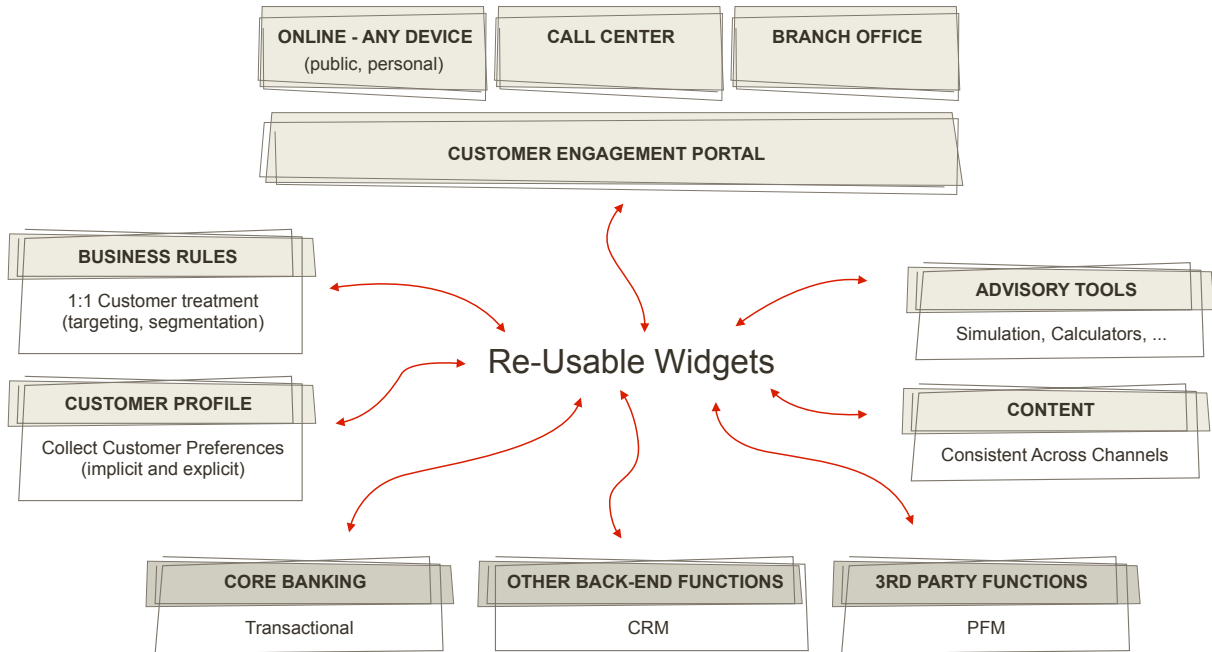 ONLINE - ANY DEVICE
(public, personal)
CALL CENTER
BRANCH OFFICE
CUSTOMER ENGAGEMENT PORTAL
BUSINESS RULES
1:1 Customer treatment
(targeting, segmentation)
ADVISORY TOOLS
Simulation, Calculators, ...
Re-Usable Widgets
CUSTOMER PROFILE
Collect Customer Preferences
(implicit and explicit)
CONTENT
Consistent Across Channels
CORE BANKING
Transactional
OTHER BACK-END FUNCTIONS
CRM
3RD PARTY FUNCTIONS
PFM